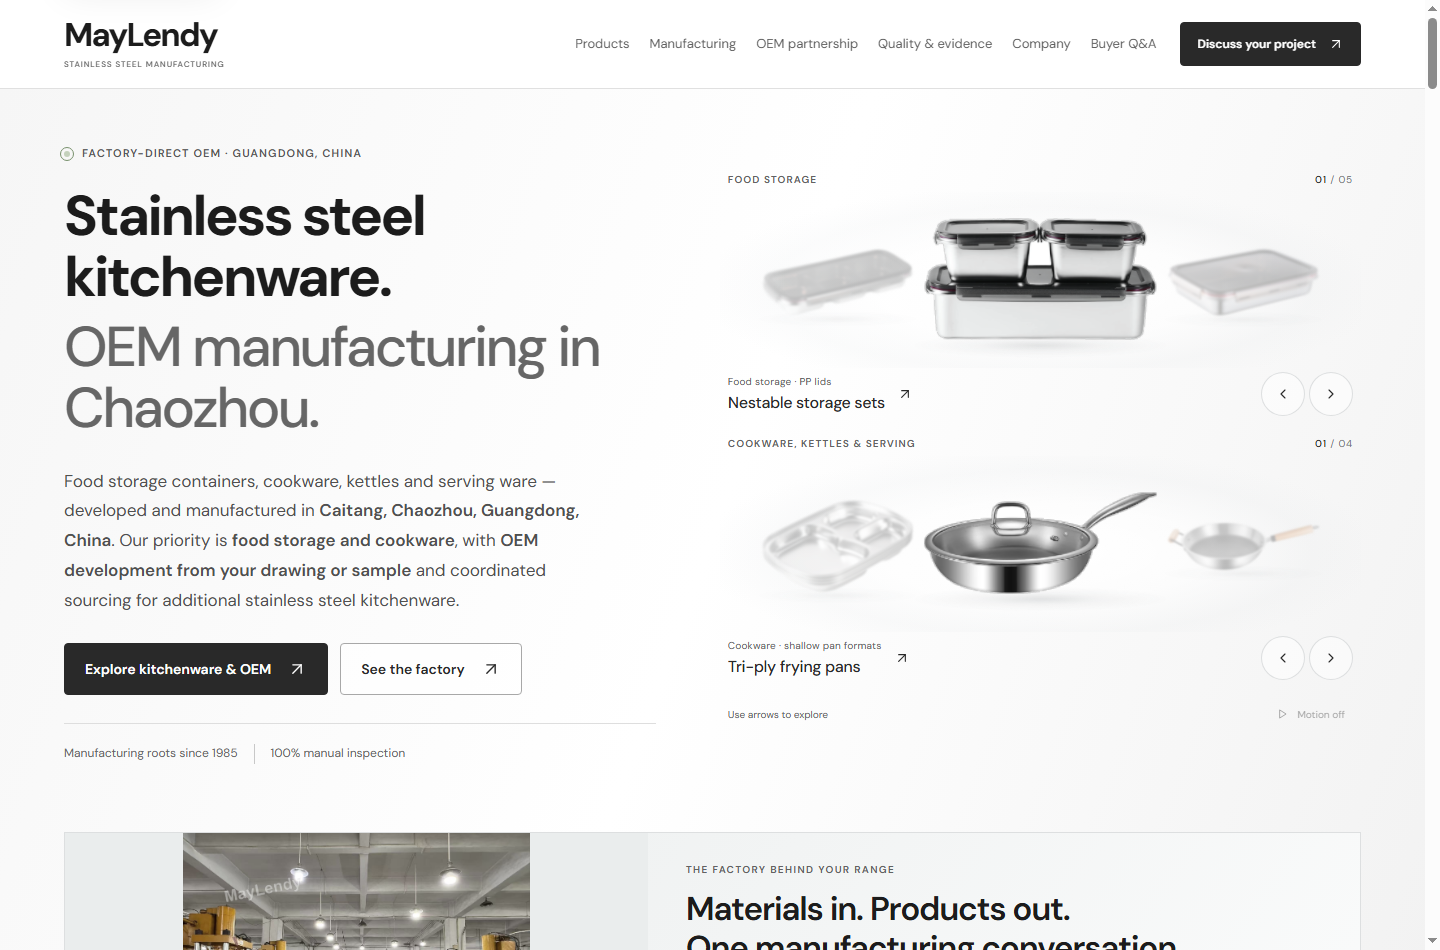 MayLendy
STAINLESS STEEL MANUFACTURING
Products
Manufacturing
OEM partnership
Quality & evidence
Company
Buyer Q&A
Discuss your project
FACTORY-DIRECT OEM · GUANGDONG, CHINA
Stainless steel
kitchenware.
OEM manufacturing in
Chaozhou.
Food storage containers, cookware, kettles and serving ware —
developed and manufactured in Caitang, Chaozhou, Guangdong,
China. Our priority is food storage and cookware, with OEM
development from your drawing or sample and coordinated
sourcing for additional stainless steel kitchenware.
Explore kitchenware & OEM
See the factory
Manufacturing roots since 1985
100% manual inspection
FOOD STORAGE
01 / 05
Food storage · PP lids
Nestable storage sets
COOKWARE, KETTLES & SERVING
01 / 04
Cookware · shallow pan formats
Tri-ply frying pans
Use arrows to explore
Motion off
MayLendy
THE FACTORY BEHIND YOUR RANGE
Materials in. Products out.
One manufacturing conversation